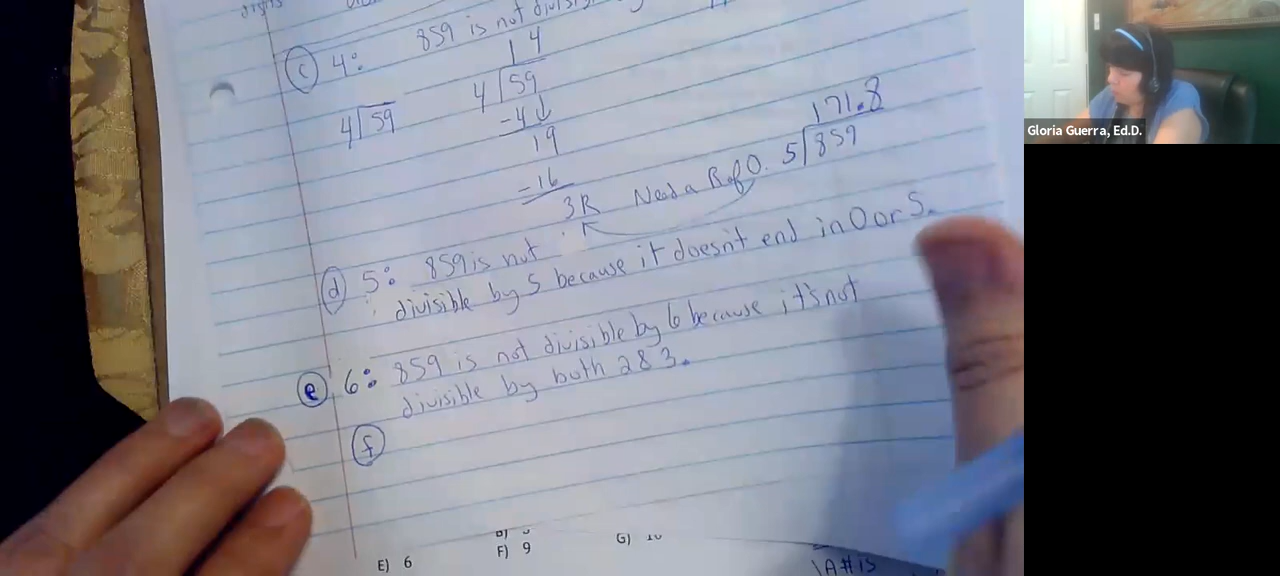 digits
859 is not divisi
(c) 4:
14
4)59
4)59
-4↓
19
-16
3R Need a R of 0.
171.8
5)859
(d) 5: 859 is not
divisible by 5 because it doesn't end in 0 or 5.
(e) 6: 859 is not divisible by 6 because it's not
divisible by both 2 & 3.
(f)
E) 6
F) 9
G)
A # is
Gloria Guerra, Ed.D.